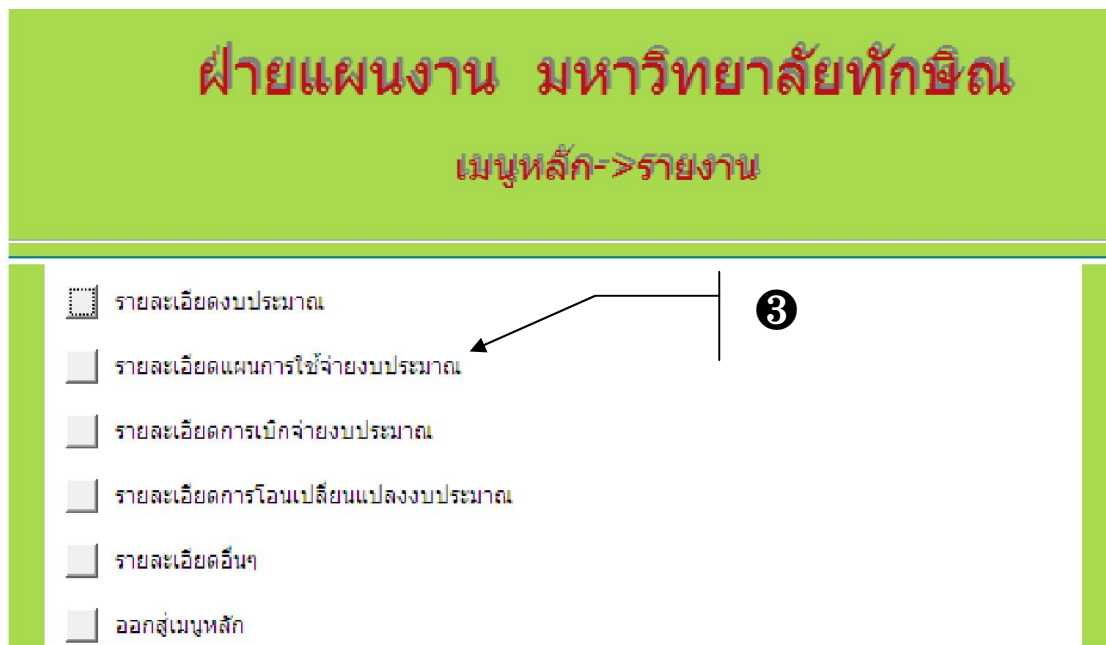 ฝ่ายแผนงาน มหาวิทยาลัยทักษิณ
เมนูหลัก->รายงาน
รายละเอียดงบประมาณ
❸
รายละเอียดแผนการใช้จ่ายงบประมาณ
รายละเอียดการเบิกจ่ายงบประมาณ
รายละเอียดการโอนเปลี่ยนแปลงงบประมาณ
รายละเอียดอื่นๆ
ออกสู่เมนูหลัก